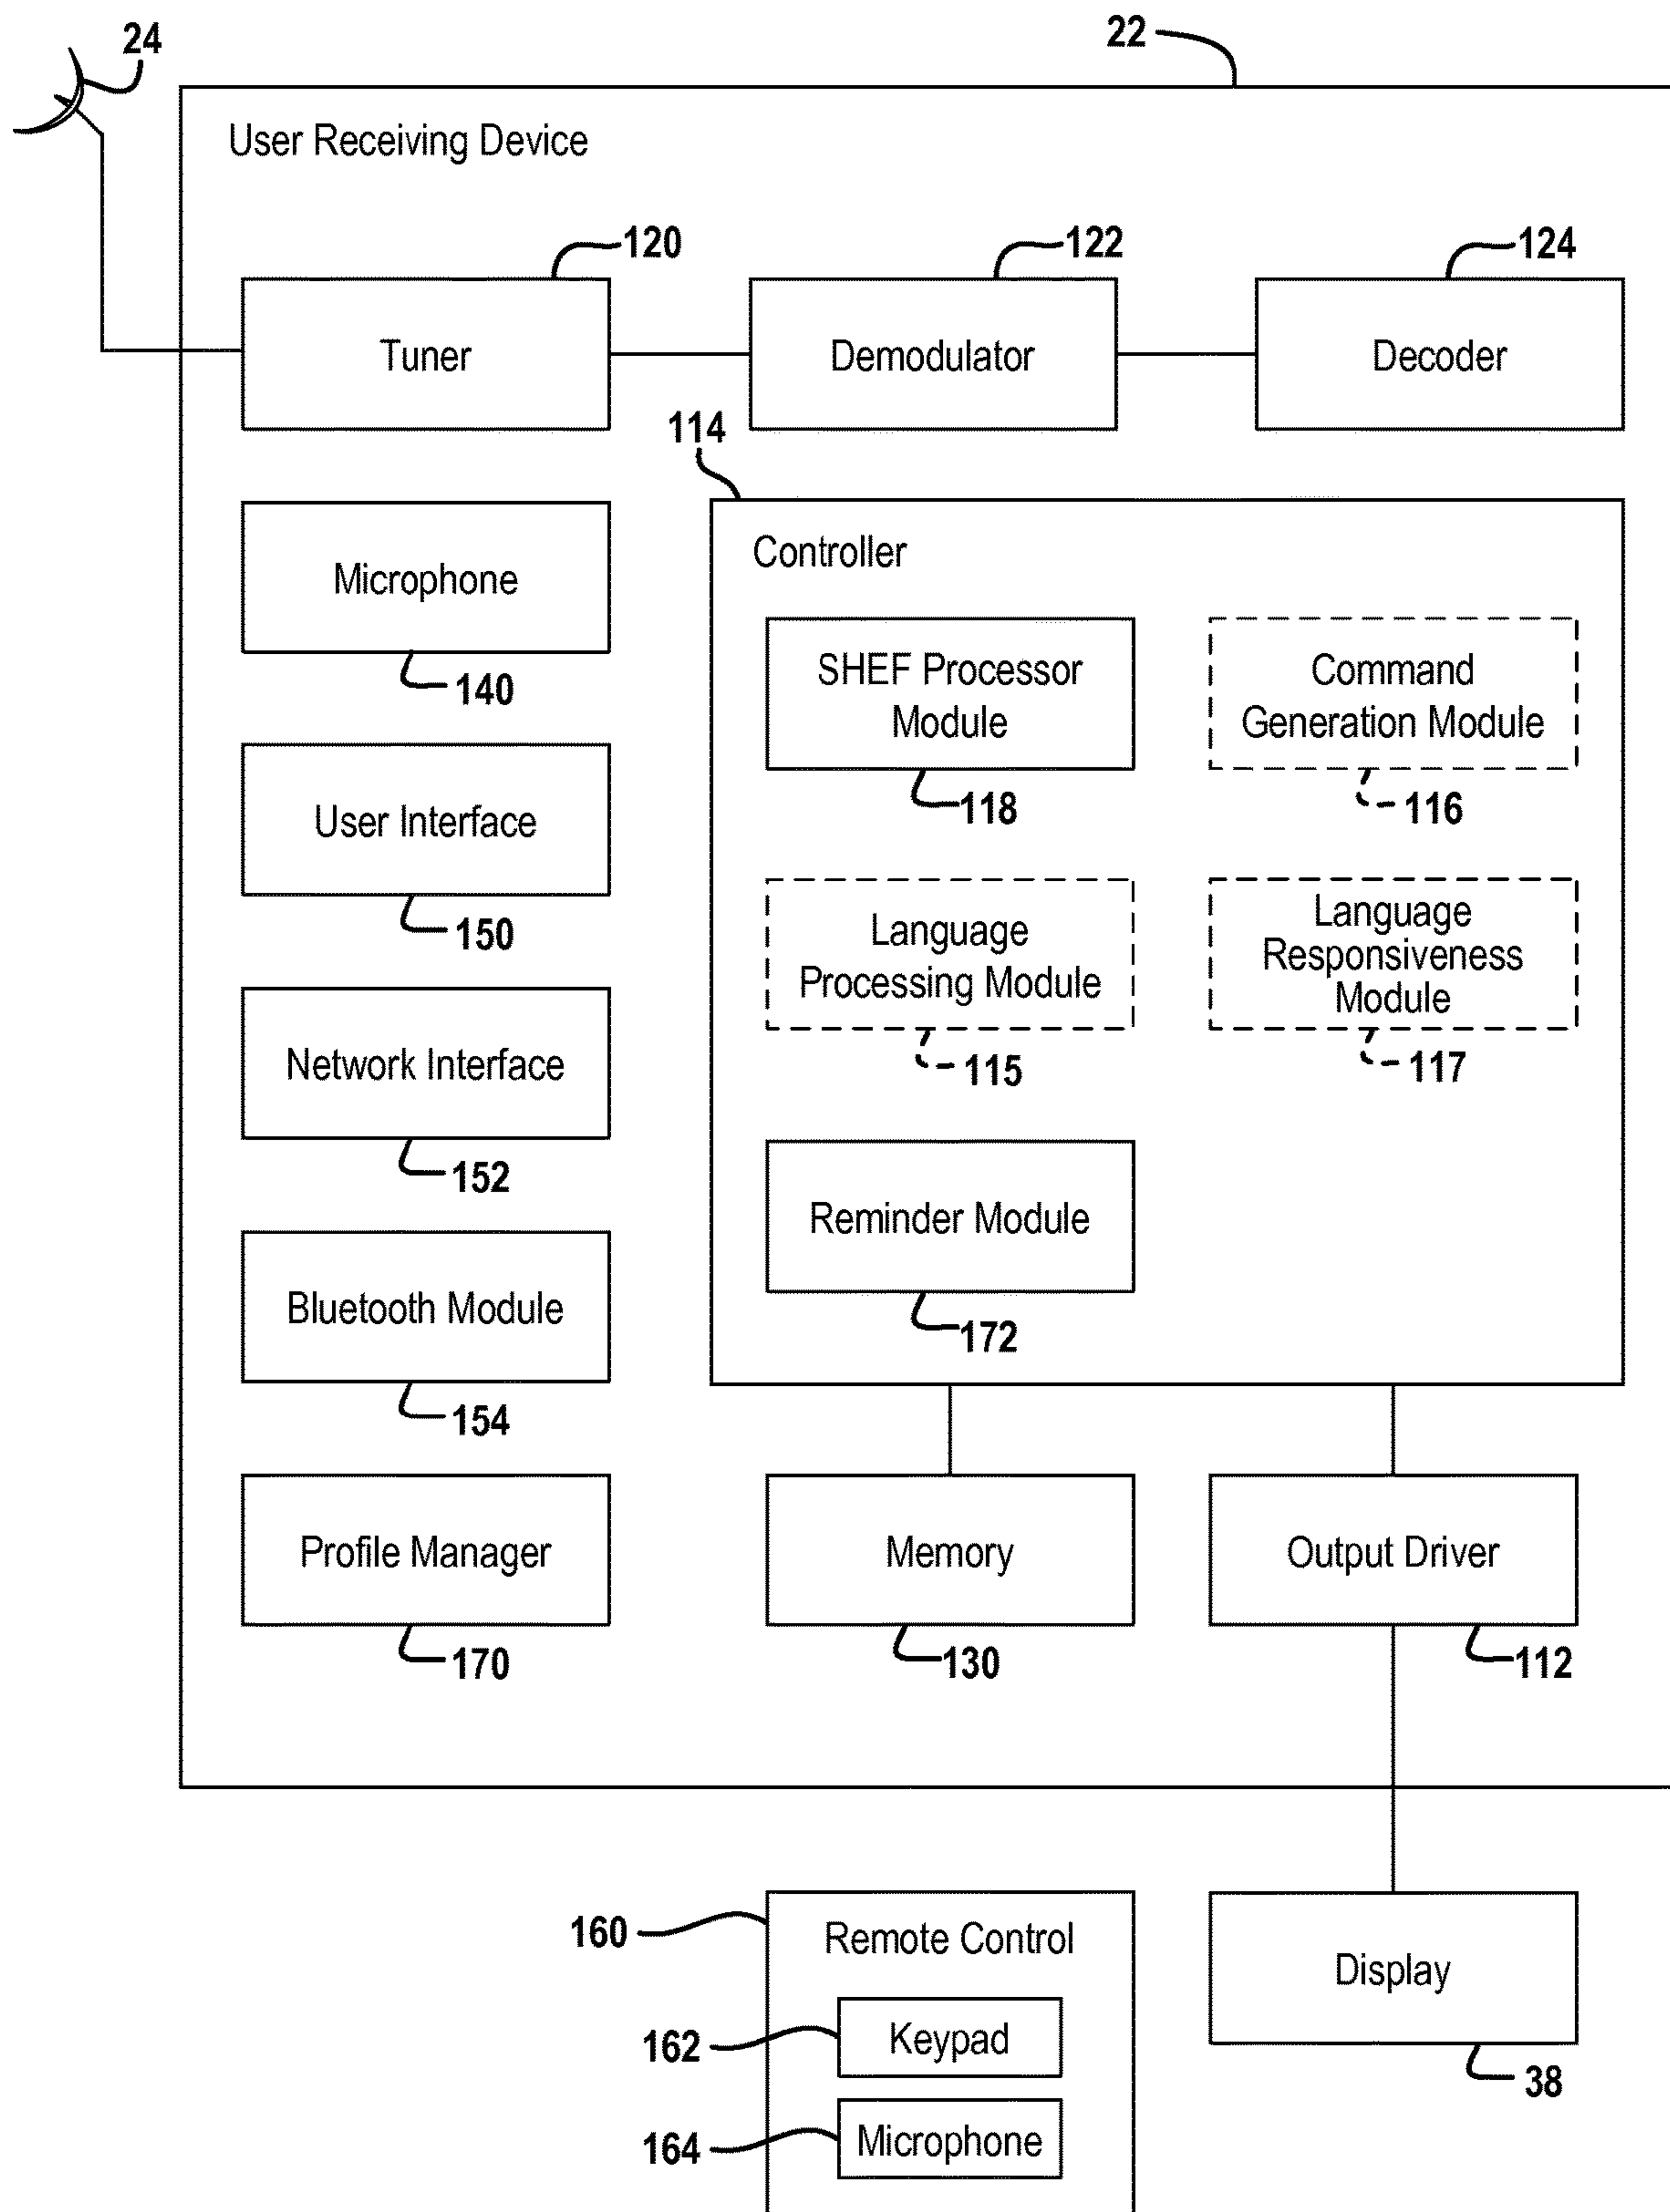 24
22
User Receiving Device
120
122
124
Tuner
Demodulator
Decoder
114
Microphone
140
Controller
SHEF Processor
Module
118
Command
Generation Module
116
User Interface
150
Language
Processing Module
115
Language
Responsiveness
Module
117
Network Interface
152
Reminder Module
172
Bluetooth Module
154
Profile Manager
170
Memory
130
Output Driver
112
160
Remote Control
162
Keypad
164
Microphone
Display
38